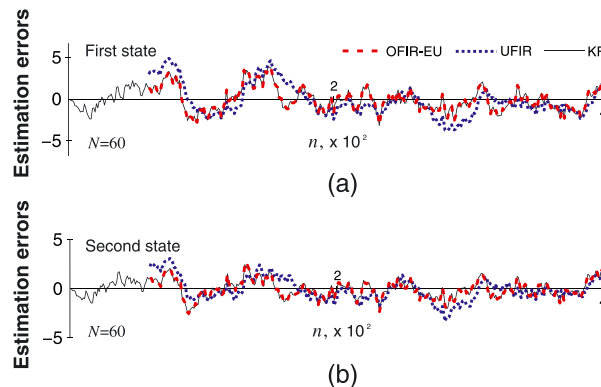 First state
OFIR-EU
UFIR
Estimation errors
5
0
−5
2
N=60
n, x 10²
(a)
Second state
Estimation errors
5
0
−5
2
N=60
n, x 10²
(b)